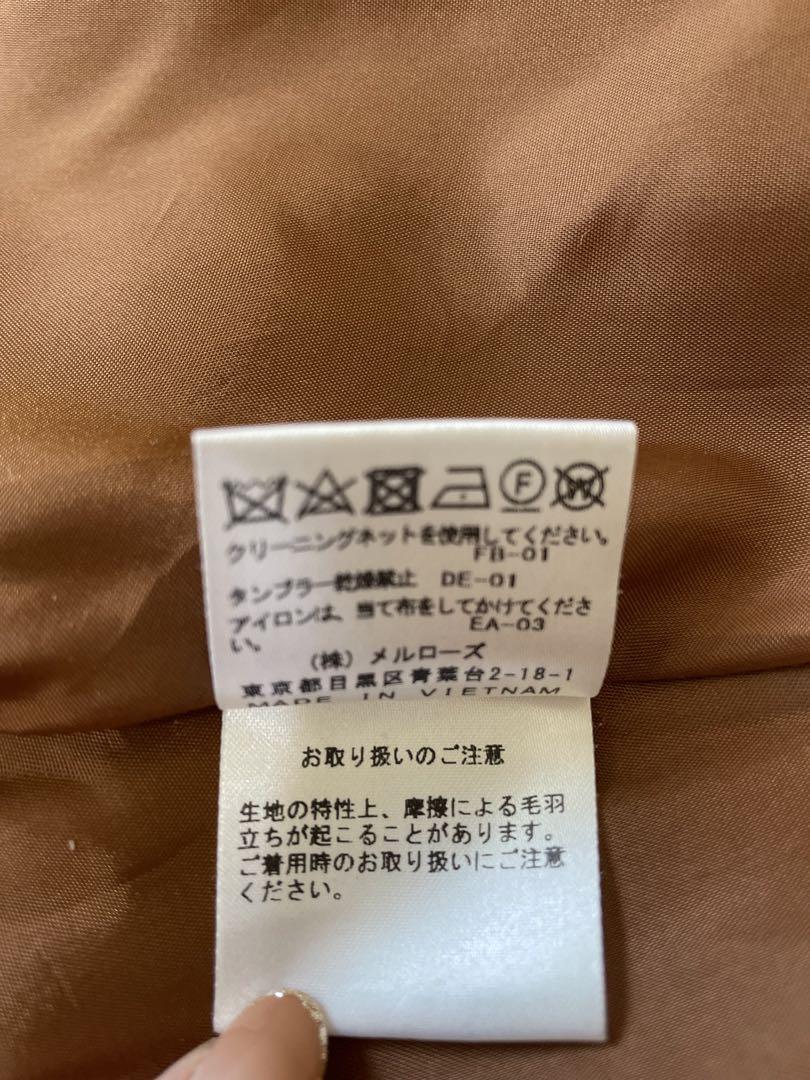 F W
クリーニングネットを使用してください。
FB-01
タンブラー乾燥禁止 DE-01
アイロンは、当て布をしてかけてくださ
い。 EA-03
(株) メルローズ
東京都目黒区青葉台2-18-1
MADE IN VIETNAM
お取り扱いのご注意
生地の特性上、摩擦による毛羽
立ちが起こることがあります。
ご着用時のお取り扱いにご注意
ください。